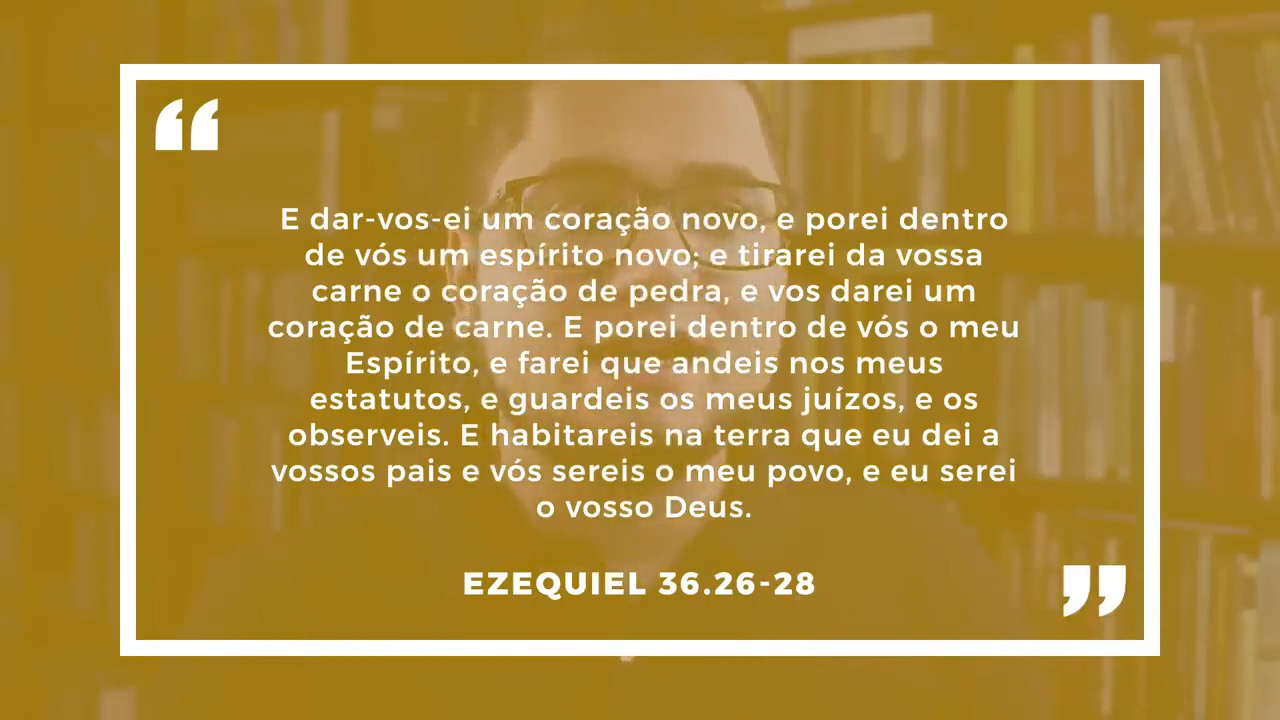 “
E dar-vos-ei um coração novo, e porei dentro
de vós um espírito novo; e tirarei da vossa
carne o coração de pedra, e vos darei um
coração de carne. E porei dentro de vós o meu
Espírito, e farei que andeis nos meus
estatutos, e guardeis os meus juízos, e os
observeis. E habitareis na terra que eu dei a
vossos pais e vós sereis o meu povo, e eu serei
o vosso Deus.
EZEQUIEL 36.26-28
”